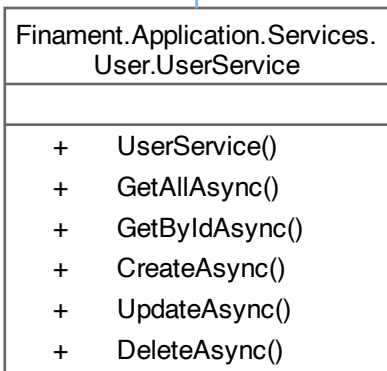 Finament.Application.Services.
User.UserService
+ UserService()
+ GetAllAsync()
+ GetByIdAsync()
+ CreateAsync()
+ UpdateAsync()
+ DeleteAsync()